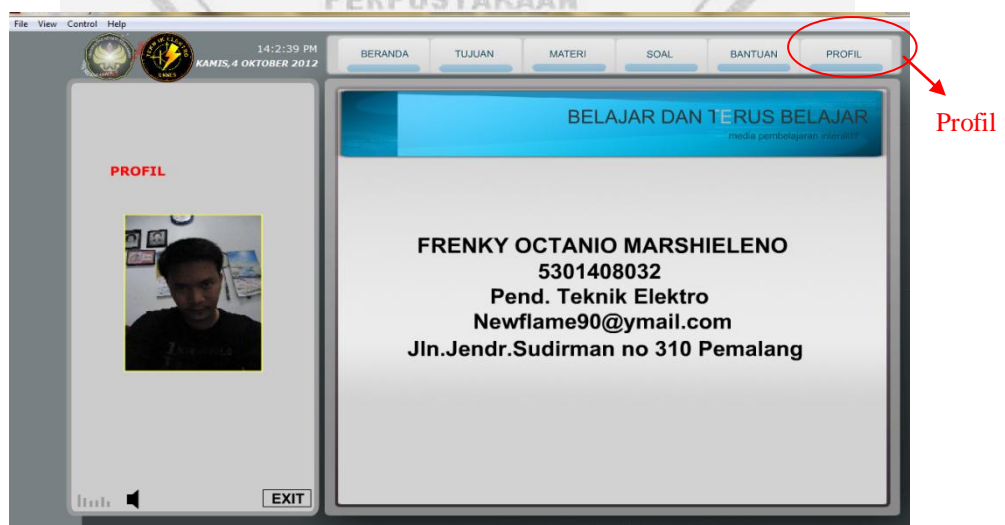 PERPUSTAKAAN
File View Control Help
14:2:39 PM
KAMIS,4 OKTOBER 2012
BERANDA TUJUAN MATERI SOAL BANTUAN PROFIL
Profil
BELAJAR DAN TERUS BELAJAR
media pembelajaran interaktif
PROFIL
FRENKY OCTANIO MARSHIELENO
5301408032
Pend. Teknik Elektro
Newflame90@ymail.com
Jln.Jendr.Sudirman no 310 Pemalang
EXIT